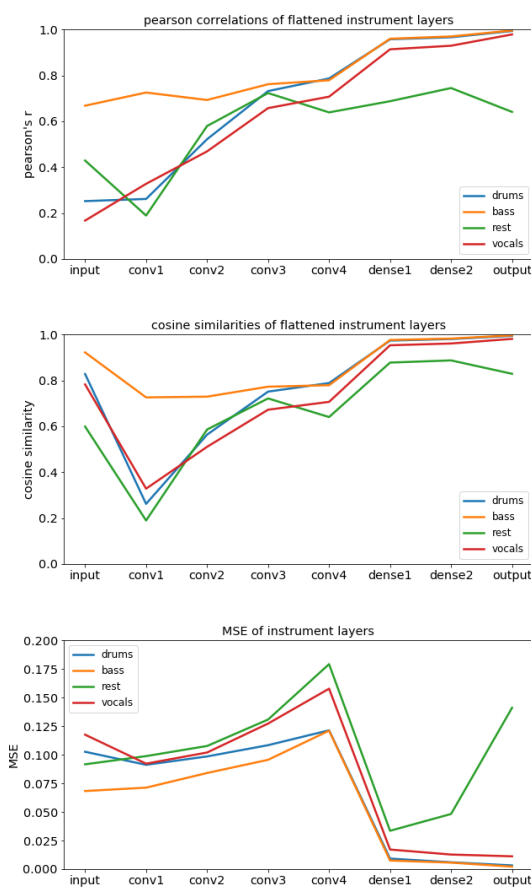 pearson correlations of flattened instrument layers
1.0
0.8
0.6
0.4
0.2
0.0
pearson's r
drums
bass
rest
vocals
input conv1 conv2 conv3 conv4 dense1 dense2 output
cosine similarities of flattened instrument layers
1.0
0.8
0.6
0.4
0.2
0.0
cosine similarity
drums
bass
rest
vocals
input conv1 conv2 conv3 conv4 dense1 dense2 output
MSE of instrument layers
0.200
0.175
0.150
0.125
0.100
0.075
0.050
0.025
0.000
MSE
drums
bass
rest
vocals
input conv1 conv2 conv3 conv4 dense1 dense2 output